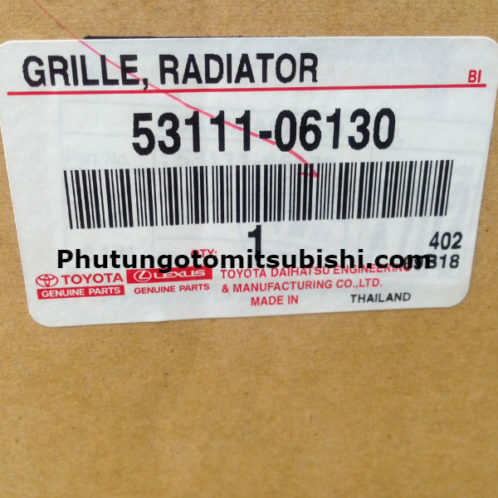 GRILLE, RADIATOR
BI
53111-06130
QTY:
1
402
Phutungotomitsubishi.com
TOYOTA
GENUINE PARTS
LEXUS
GENUINE PARTS
TOYOTA DAIHATSU ENGINEERING
& MANUFACTURING CO.,LTD.
MADE IN THAILAND